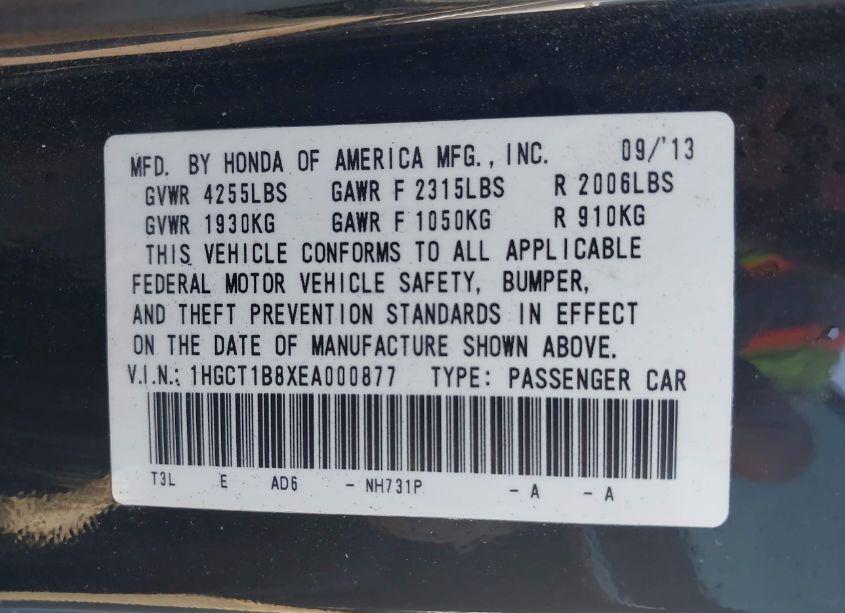 MFD. BY HONDA OF AMERICA MFG., INC. 09/'13
GVWR 4255LBS GAWR F 2315LBS R 2006LBS
GVWR 1930KG GAWR F 1050KG R 910KG
THIS VEHICLE CONFORMS TO ALL APPLICABLE
FEDERAL MOTOR VEHICLE SAFETY, BUMPER,
AND THEFT PREVENTION STANDARDS IN EFFECT
ON THE DATE OF MANUFACTURE SHOWN ABOVE.
V.I.N.: 1HGCT1B8XEA000877 TYPE: PASSENGER CAR
T3L E AD6 - NH731P - A - A